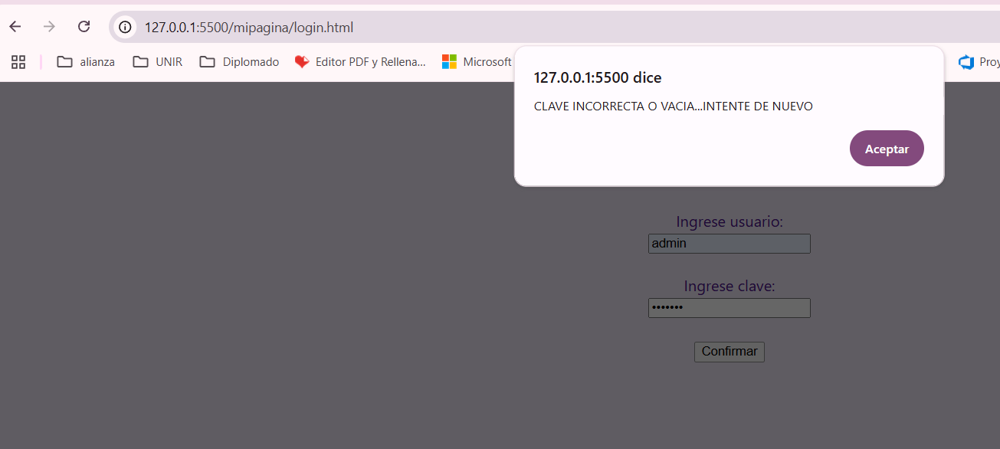 127.0.0.1:5500/mipagina/login.html
alianza UNIR Diplomado Editor PDF y Rellena... Microsoft Proy
127.0.0.1:5500 dice
CLAVE INCORRECTA O VACIA...INTENTE DE NUEVO
Aceptar
Ingrese usuario:
admin
Ingrese clave:
•••••••
Confirmar